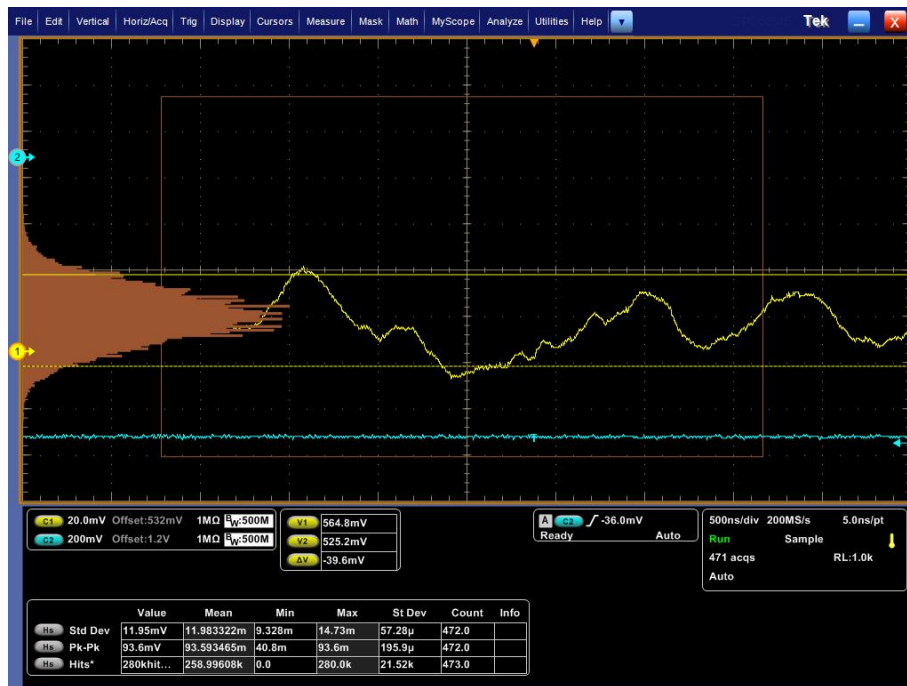 File Edit Vertical Horiz/Acq Trig Display Cursors Measure Mask Math MyScope Analyze Utilities Help Tek X
2
1
T
C1 20.0mV Offset:532mV 1MΩ BW:500M
C2 200mV Offset:1.2V 1MΩ BW:500M
V1 564.8mV
V2 525.2mV
ΔV -39.6mV
A C2 -36.0mV
Ready Auto
500ns/div 200MS/s 5.0ns/pt
Run Sample
471 acqs RL:1.0k
Auto
Value Mean Min Max St Dev Count Info
Hs Std Dev 11.95mV 11.983322m 9.328m 14.73m 57.28µ 472.0
Hs Pk-Pk 93.6mV 93.593465m 40.8m 93.6m 195.9µ 472.0
Hs Hits* 280khit... 258.99608k 0.0 280.0k 21.52k 473.0